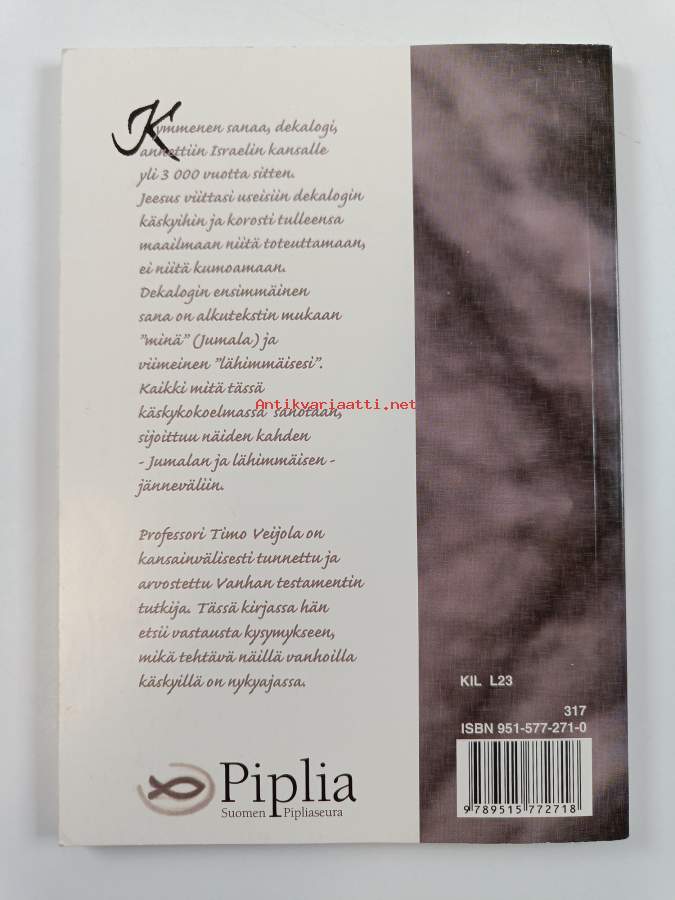 Kymmenen sanaa, dekalogi,
annettiin Israelin kansalle
yli 3 000 vuotta sitten.
Jeesus viittasi useisiin dekalogin
käskyihin ja korosti tulleensa
maailmaan niitä toteuttamaan,
ei niitä kumoamaan.
Dekalogin ensimmäinen
sana on alkutekstin mukaan
"minä" (Jumala) ja
viimeinen "lähimmäisesi".
Kaikki mitä tässä
Antikvariaatti.net
käskykokoelmassa sanotaan,
sijoittuu näiden kahden
- Jumalan ja lähimmäisen -
jänneväliin.
Professori Timo Veijola on
kansainvälisesti tunnettu ja
arvostettu Vanhan testamentin
tutkija. Tässä kirjassa hän
etsii vastausta kysymykseen,
mikä tehtävä näillä vanhoilla
käskyillä on nykyajassa.
KIL L23
317
ISBN 951-577-271-0
9 789515 772718
Piplia
Suomen Pipliaseura